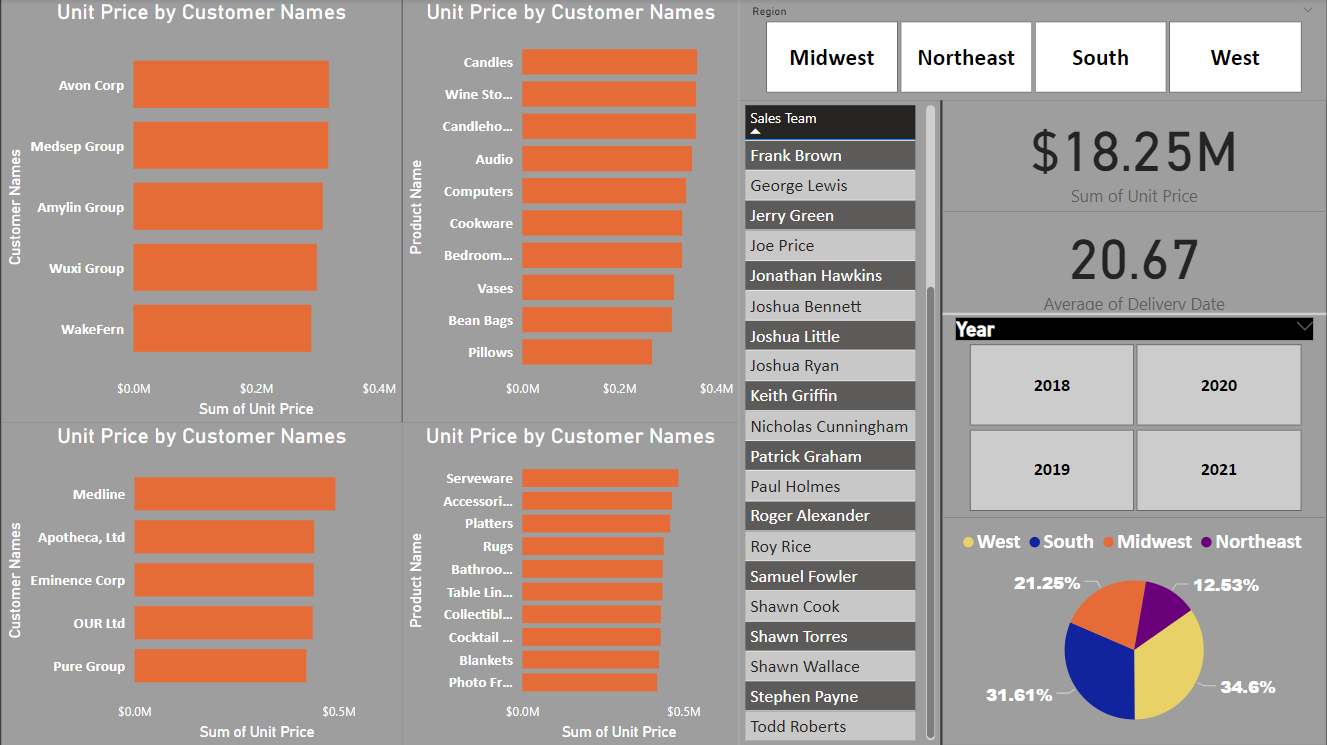 Unit Price by Customer Names
Customer Names
Avon Corp
Medsep Group
Amylin Group
Wuxi Group
WakeFern
$0.0M $0.2M $0.4M
Sum of Unit Price
Unit Price by Customer Names
Product Name
Candles
Wine Sto...
Candleho...
Audio
Computers
Cookware
Bedroom...
Vases
Bean Bags
Pillows
$0.0M $0.2M $0.4M
Sum of Unit Price
Unit Price by Customer Names
Customer Names
Medline
Apotheca, Ltd
Eminence Corp
OUR Ltd
Pure Group
$0.0M $0.5M
Sum of Unit Price
Unit Price by Customer Names
Product Name
Serveware
Accessori...
Platters
Rugs
Bathroo...
Table Lin...
Collectibl...
Cocktail ...
Blankets
Photo Fr...
$0.0M $0.5M
Sum of Unit Price
Region
Midwest Northeast South West
Sales Team
Frank Brown
George Lewis
Jerry Green
Joe Price
Jonathan Hawkins
Joshua Bennett
Joshua Little
Joshua Ryan
Keith Griffin
Nicholas Cunningham
Patrick Graham
Paul Holmes
Roger Alexander
Roy Rice
Samuel Fowler
Shawn Cook
Shawn Torres
Shawn Wallace
Stephen Payne
Todd Roberts
$18.25M
Sum of Unit Price
20.67
Average of Delivery Date
Year
2018 2020
2019 2021
West South Midwest Northeast
21.25% 12.53%
31.61% 34.6%